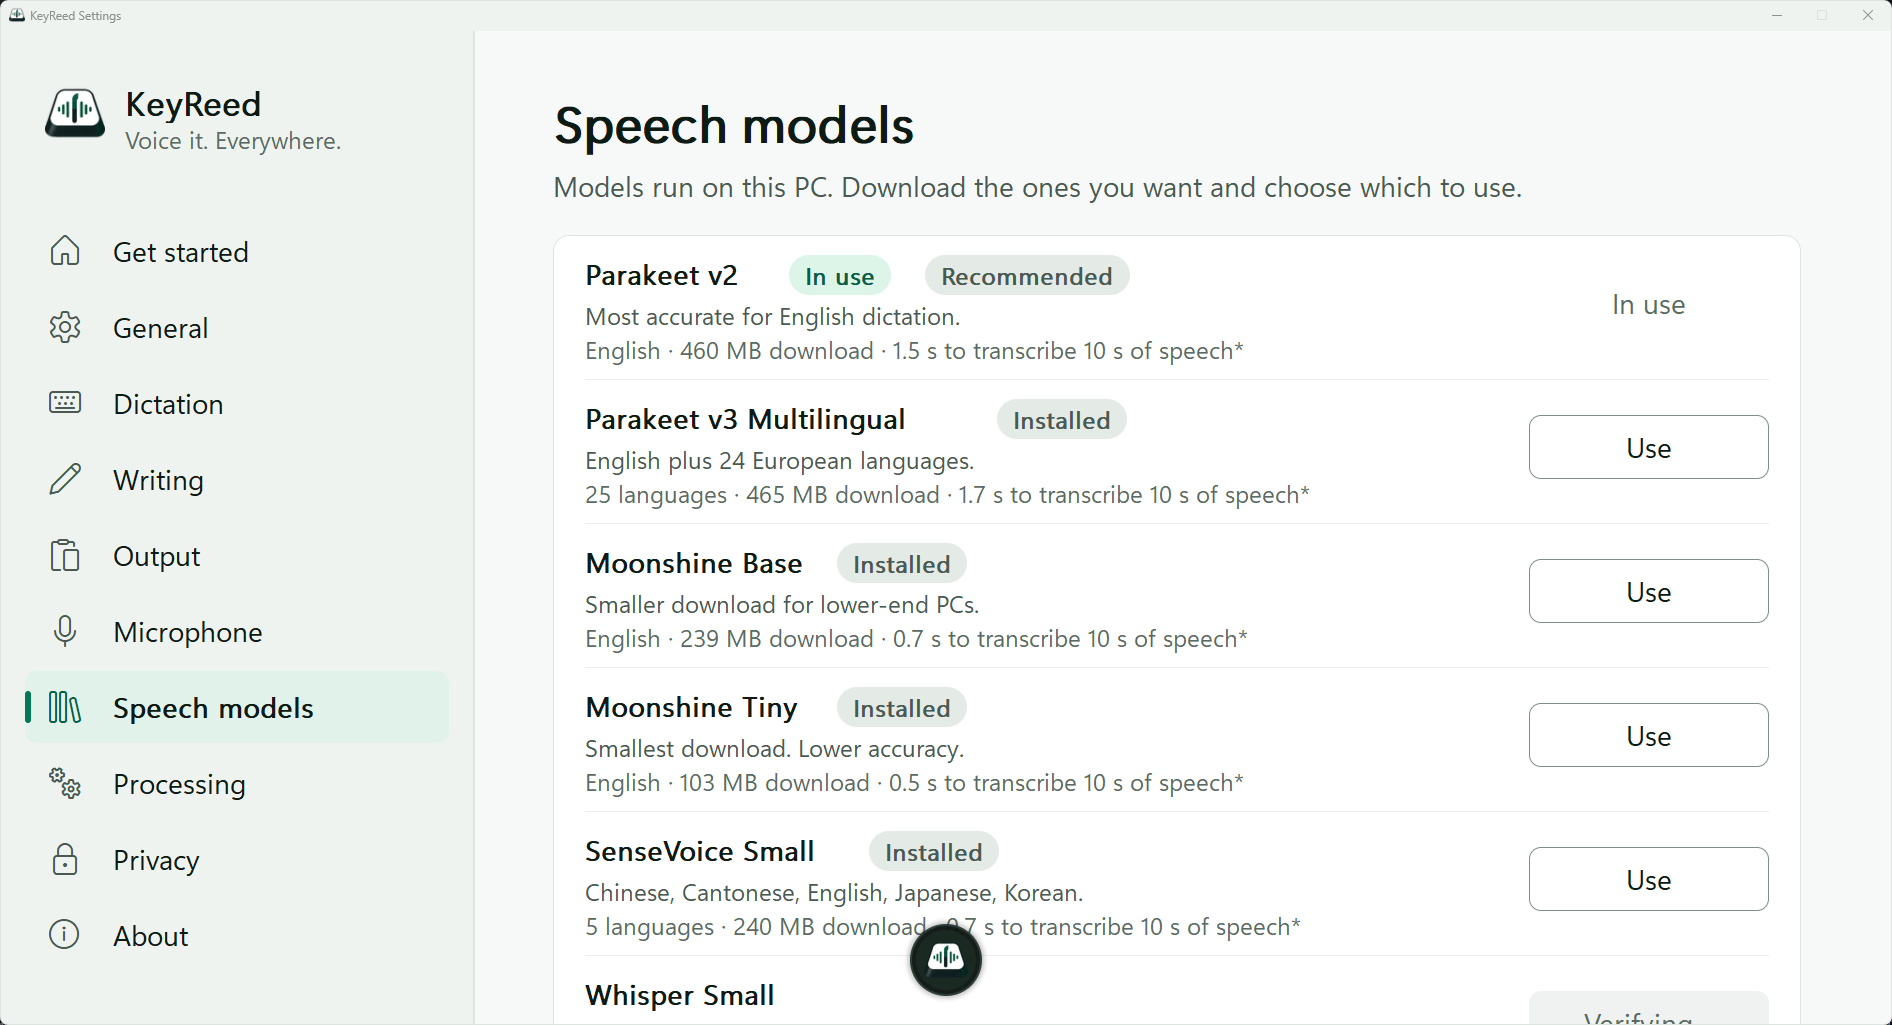 KeyReed Settings
KeyReed
Voice it. Everywhere.
Get started
General
Dictation
Writing
Output
Microphone
Speech models
Processing
Privacy
About
Speech models
Models run on this PC. Download the ones you want and choose which to use.
Parakeet v2 In use Recommended
Most accurate for English dictation.
English · 460 MB download · 1.5 s to transcribe 10 s of speech*
In use
Parakeet v3 Multilingual Installed
English plus 24 European languages.
25 languages · 465 MB download · 1.7 s to transcribe 10 s of speech*
Use
Moonshine Base Installed
Smaller download for lower-end PCs.
English · 239 MB download · 0.7 s to transcribe 10 s of speech*
Use
Moonshine Tiny Installed
Smallest download. Lower accuracy.
English · 103 MB download · 0.5 s to transcribe 10 s of speech*
Use
SenseVoice Small Installed
Chinese, Cantonese, English, Japanese, Korean.
5 languages · 240 MB download · 0.7 s to transcribe 10 s of speech*
Use
Whisper Small
Verifying